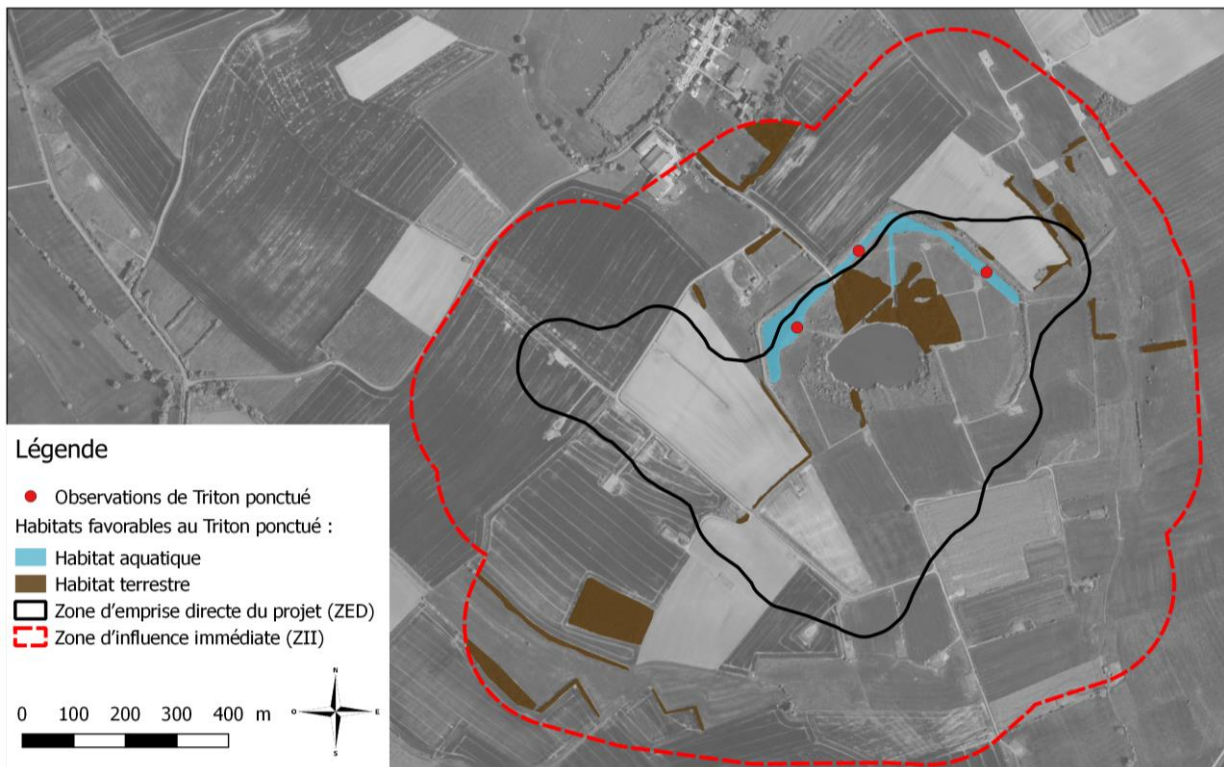 Légende
Observations de Triton ponctué
Habitats favorables au Triton ponctué :
Habitat aquatique
Habitat terrestre
Zone d'emprise directe du projet (ZED)
Zone d'influence immédiate (ZII)
N
O E
S
0 100 200 300 400 m